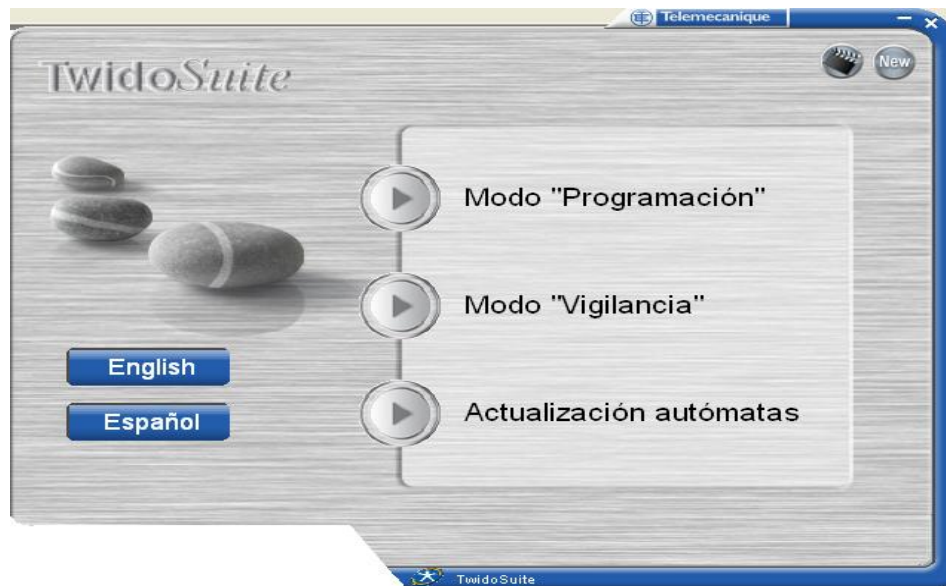 Telemecanique
TwidoSuite
New
Modo "Programación"
Modo "Vigilancia"
English
Español
Actualización autómatas
TwidoSuite